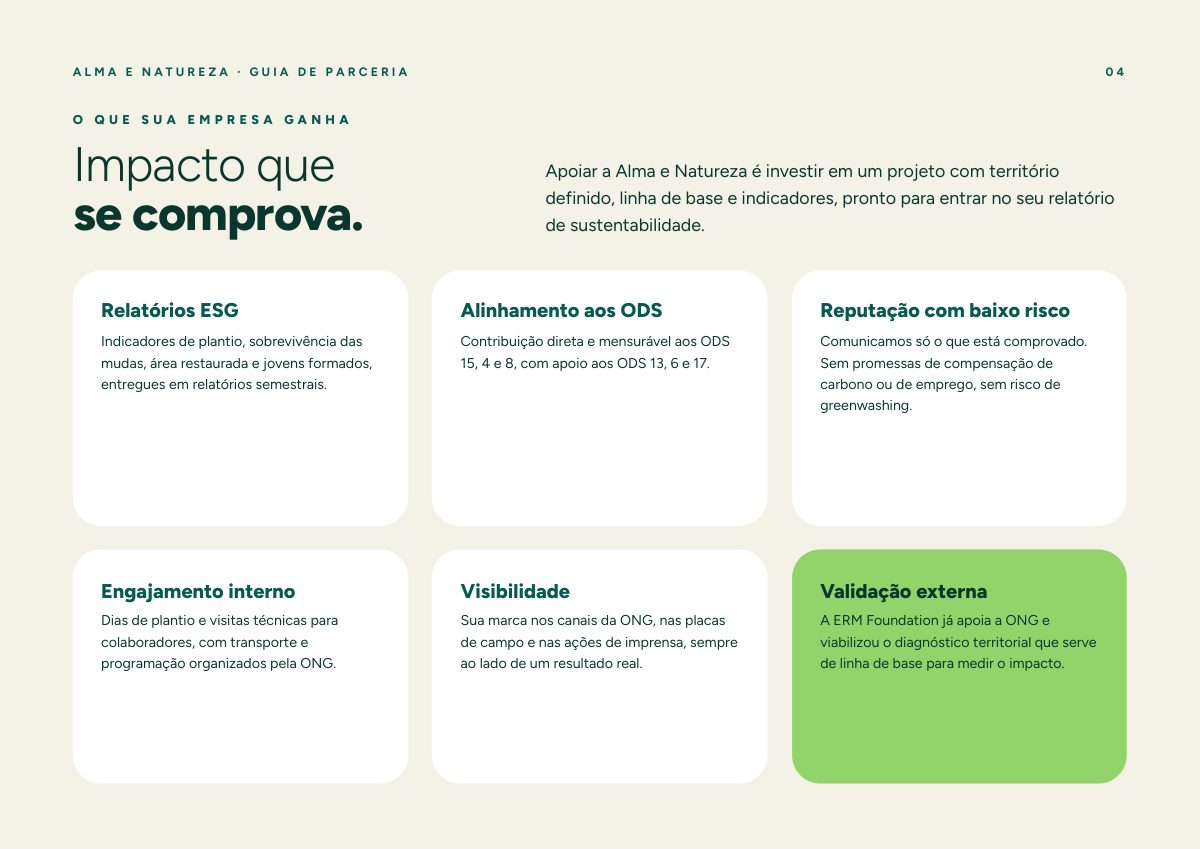 ALMA E NATUREZA · GUIA DE PARCERIA
04
O QUE SUA EMPRESA GANHA
Impacto que
se comprova.
Apoiar a Alma e Natureza é investir em um projeto com território
definido, linha de base e indicadores, pronto para entrar no seu relatório
de sustentabilidade.
Relatórios ESG
Indicadores de plantio, sobrevivência das
mudas, área restaurada e jovens formados,
entregues em relatórios semestrais.
Alinhamento aos ODS
Contribuição direta e mensurável aos ODS
15, 4 e 8, com apoio aos ODS 13, 6 e 17.
Reputação com baixo risco
Comunicamos só o que está comprovado.
Sem promessas de compensação de
carbono ou de emprego, sem risco de
greenwashing.
Engajamento interno
Dias de plantio e visitas técnicas para
colaboradores, com transporte e
programação organizados pela ONG.
Visibilidade
Sua marca nos canais da ONG, nas placas
de campo e nas ações de imprensa, sempre
ao lado de um resultado real.
Validação externa
A ERM Foundation já apoia a ONG e
viabilizou o diagnóstico territorial que serve
de linha de base para medir o impacto.